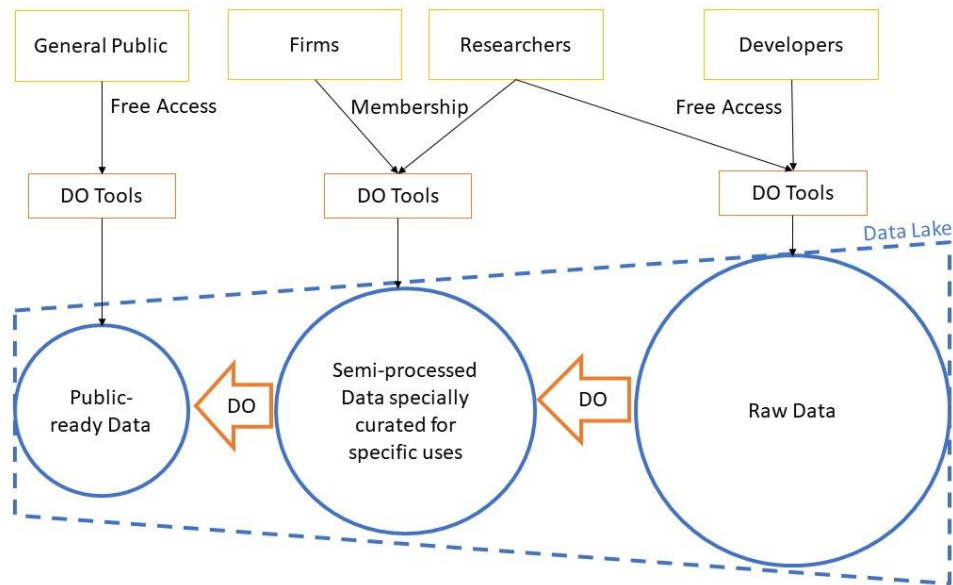 General Public
Firms
Researchers
Developers
Free Access
Membership
Free Access
DO Tools
DO Tools
DO Tools
Data Lake
Public-
ready Data
DO
Semi-processed
Data specially
curated for
specific uses
DO
Raw Data